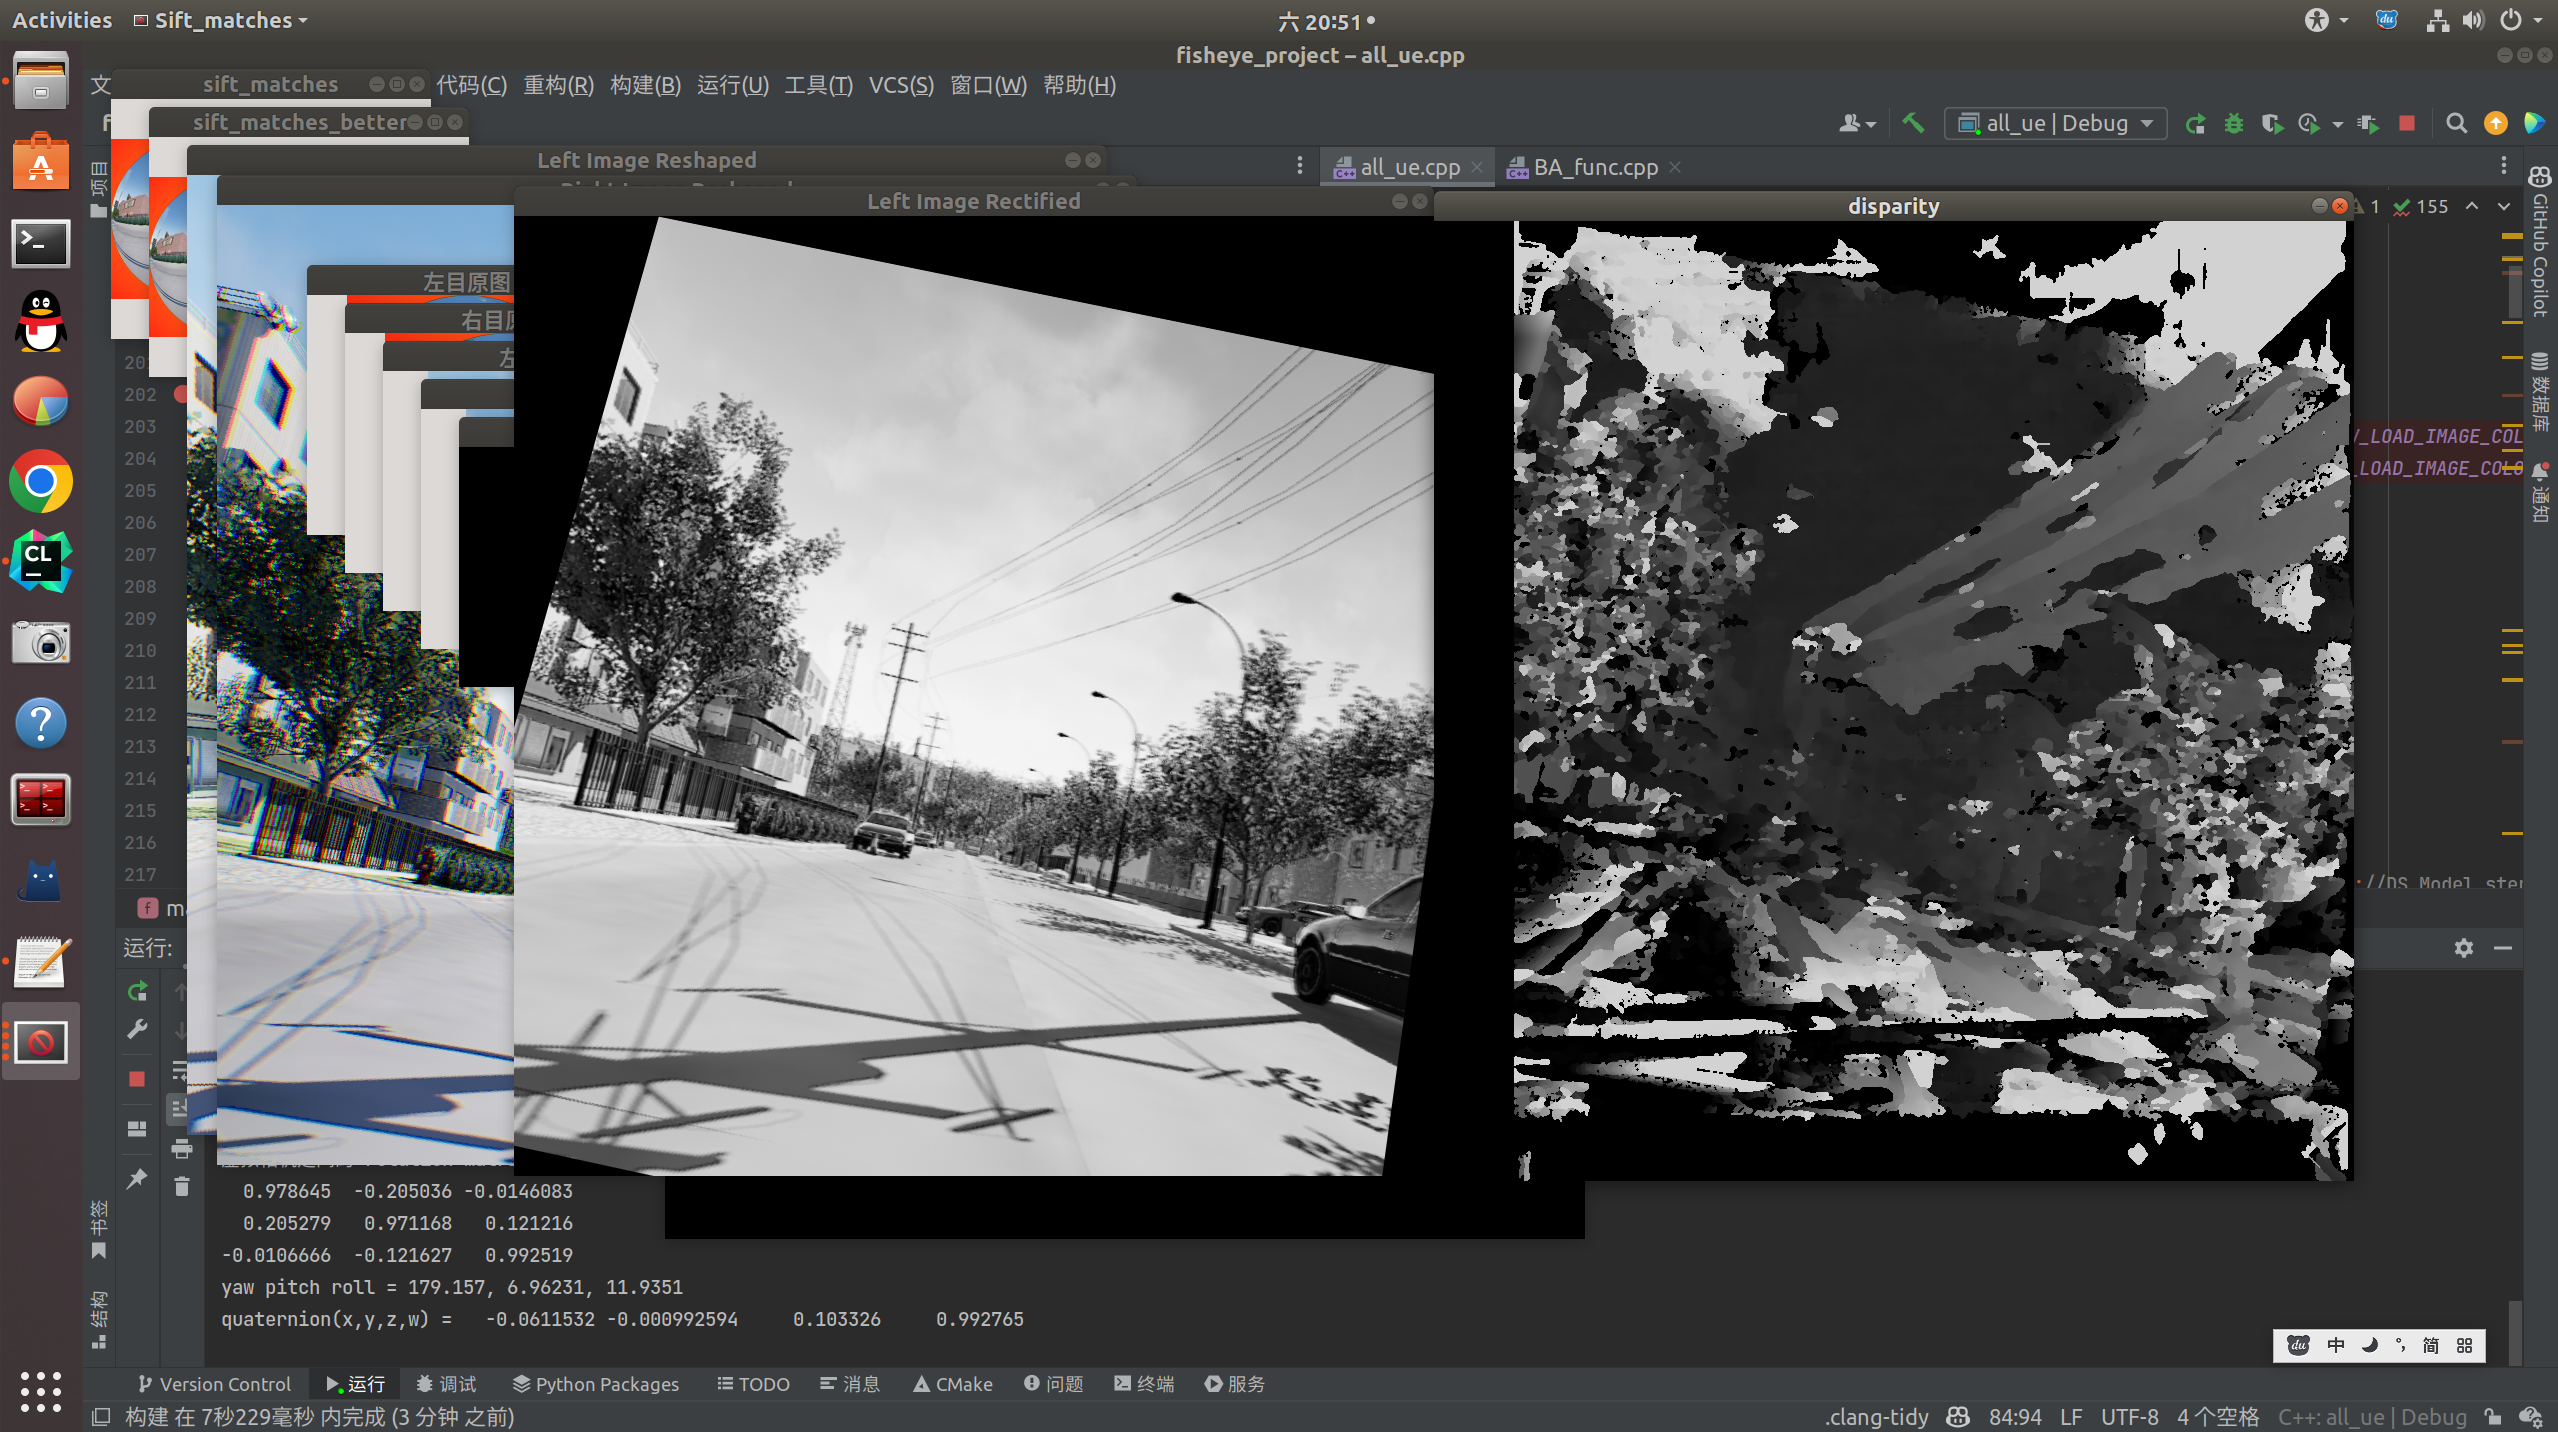 Activities
Sift_matches
六 20:51
fisheye_project – all_ue.cpp
文
代码(C) 重构(R) 构建(B) 运行(U) 工具(T) VCS(S) 窗口(W) 帮助(H)
sift_matches
sift_matches_better
all_ue | Debug
Left Image Reshaped
all_ue.cpp
BA_func.cpp
Left Image Rectified
disparity
1
155
项目
左目原图
右目原
左
GitHub Copilot
数据库
通知
_LOAD_IMAGE_COL
_LOAD_IMAGE_COLO
202
203
204
205
206
207
208
209
210
211
212
213
214
215
216
217
//DS Model ster
运行:
书签
结构
0.978645 -0.205036 -0.0146083
0.205279 0.971168 0.121216
-0.0106666 -0.121627 0.992519
yaw pitch roll = 179.157, 6.96231, 11.9351
quaternion(x,y,z,w) = -0.0611532 -0.000992594 0.103326 0.992765
du 中 简
Version Control 运行 调试 Python Packages TODO 消息 CMake 问题 终端 服务
构建 在 7秒229毫秒 内完成 (3 分钟 之前)
.clang-tidy 84:94 LF UTF-8 4 个空格 C++: all_ue | Debug